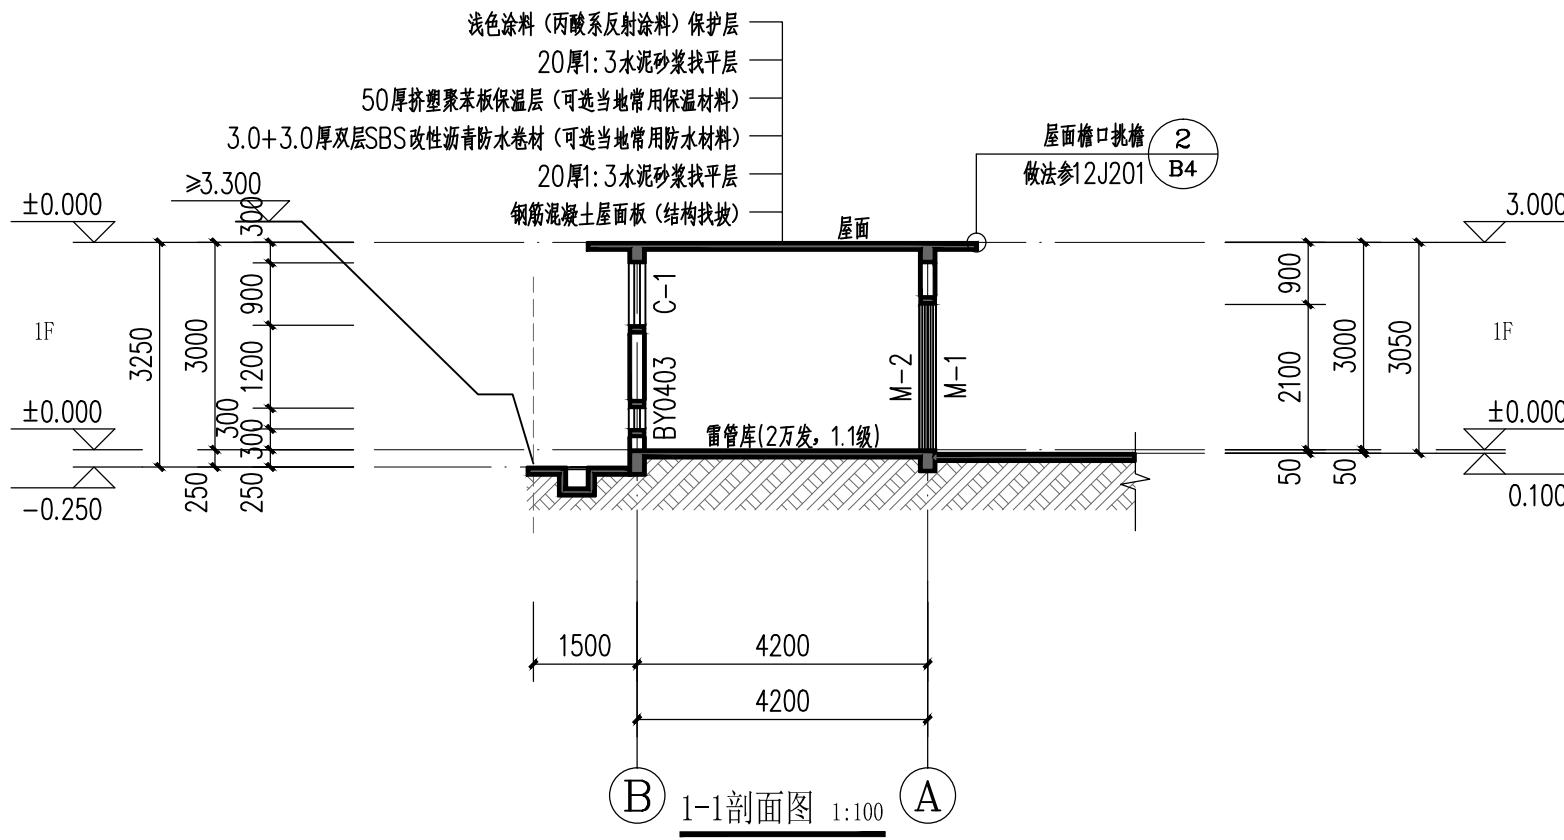 浅色涂料（丙酸系反射涂料）保护层
20厚1:3水泥砂浆找平层
50厚挤塑聚苯板保温层（可选当地常用保温材料）
3.0+3.0厚双层SBS改性沥青防水卷材（可选当地常用防水材料）
20厚1:3水泥砂浆找平层
钢筋混凝土屋面板（结构找坡）
屋面檐口挑檐
做法参12J201
2
B4
≥3.300
±0.000
3.000
屋面
300
900
1200
300
300
250
3000
250
3250
1F
±0.000
-0.250
C-1
BY0403
M-2
M-1
雷管库(2万发，1.1级)
900
2100
50
3000
50
3050
1F
±0.000
0.100
1500
4200
4200
B
A
1-1剖面图 1:100